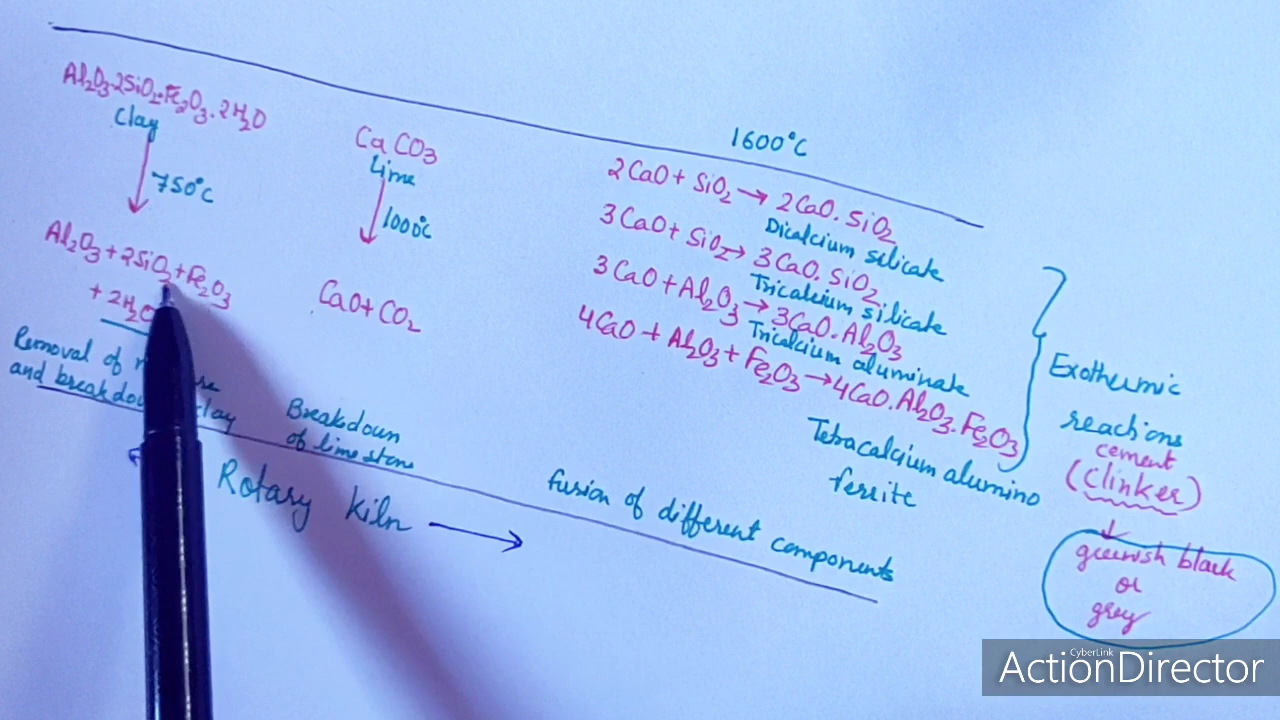 Al2O3.2SiO2.Fe2O3.2H2O
Clay
750°C
Al2O3 + 2SiO2 + Fe2O3
+ 2H2O
Removal of
and breakdown clay
CaCO3
Lime
1000°C
CaO + CO2
Breakdown
of limestone
1600°C
2CaO + SiO2 → 2CaO.SiO2
Dicalcium silicate
3CaO + SiO2 → 3CaO.SiO2
Tricalcium silicate
3CaO + Al2O3 → 3CaO.Al2O3
Tricalcium aluminate
4CaO + Al2O3 + Fe2O3 → 4CaO.Al2O3.Fe2O3
Tetracalcium alumino
ferrite
Exothermic
reactions
cement
(Clinker)
greenish black
or
grey
Rotary kiln →
fusion of different components
CyberLink
ActionDirector